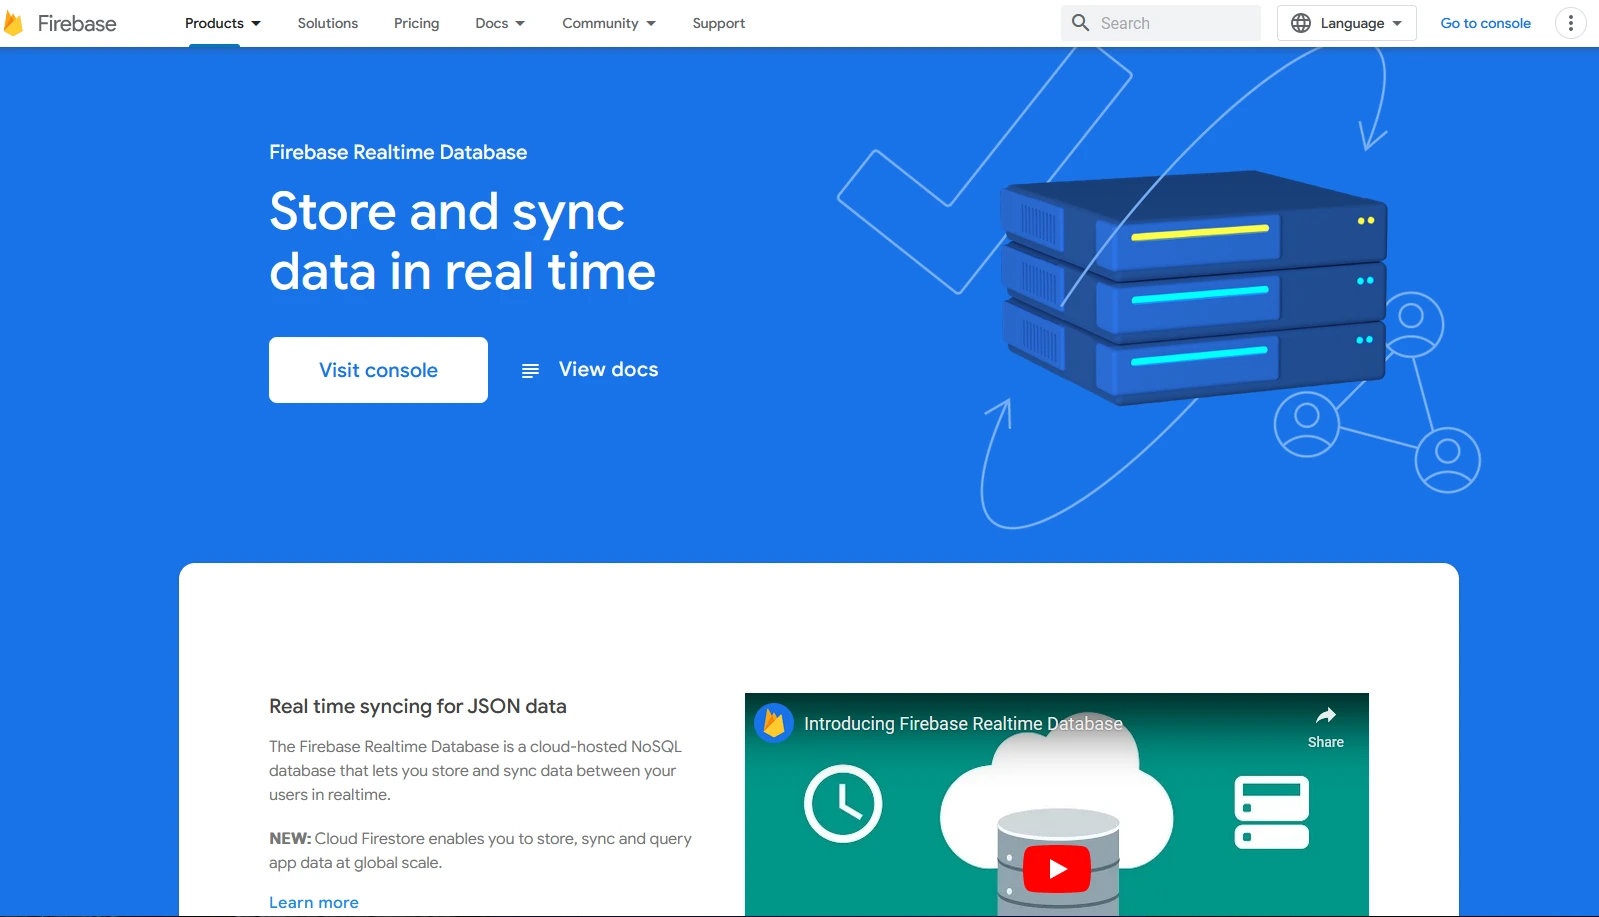 Firebase
Products
Solutions
Pricing
Docs
Community
Support
Search
Language
Go to console
Firebase Realtime Database
Store and sync
data in real time
Visit console
View docs
Real time syncing for JSON data
The Firebase Realtime Database is a cloud-hosted NoSQL
database that lets you store and sync data between your
users in realtime.
NEW: Cloud Firestore enables you to store, sync and query
app data at global scale.
Learn more
Introducing Firebase Realtime Database
Share